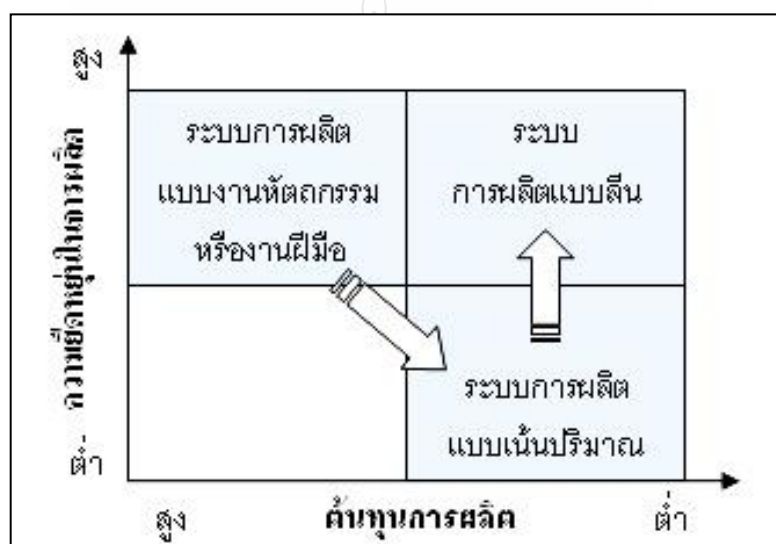 สูง
ความยืดหยุ่นในการผลิต
ต่ำ
ระบบการผลิต
แบบงานหัตถกรรม
หรืองานฝีมือ
ระบบ
การผลิตแบบลีน
ระบบการผลิต
แบบเน้นปริมาณ
สูง
ต้นทุนการผลิต
ต่ำ